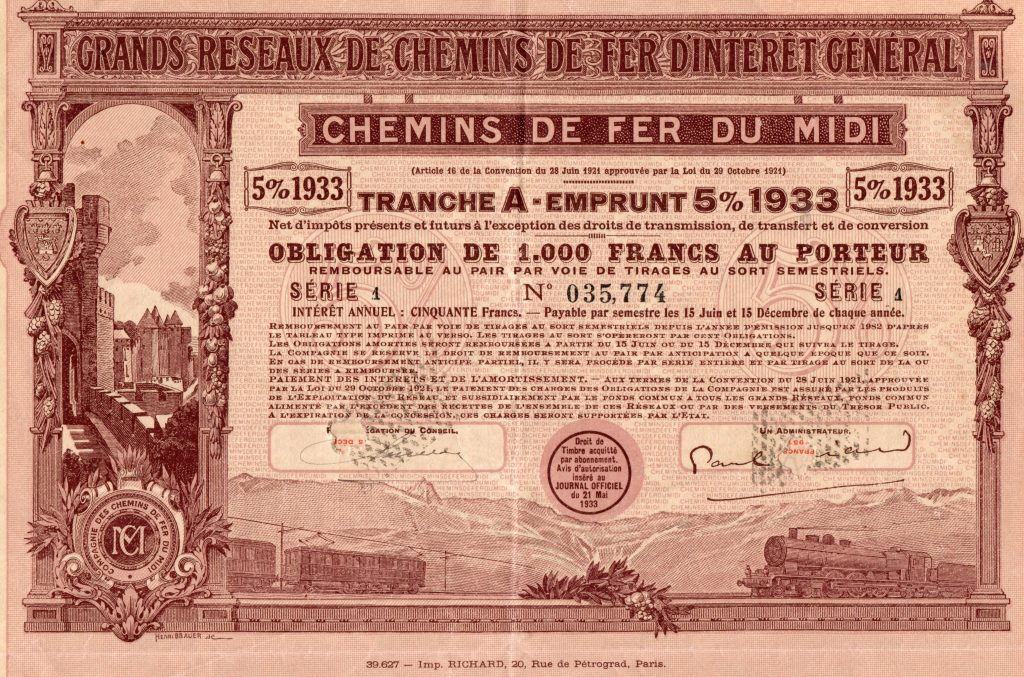 GRANDS RÉSEAUX DE CHEMINS DE FER D'INTÉRÊT GÉNÉRAL
CHEMINS DE FER DU MIDI
(Article 16 de la Convention du 28 Juin 1921 approuvée par la Loi du 29 Octobre 1921)
5% 1933
TRANCHE A - EMPRUNT 5% 1933
5% 1933
Net d'impôts présents et futurs à l'exception des droits de transmission, de transfert et de conversion
OBLIGATION DE 1.000 FRANCS AU PORTEUR
REMBOURSABLE AU PAIR PAR VOIE DE TIRAGES AU SORT SEMESTRIELS.
SÉRIE 1 N° 035,774 SÉRIE 1
INTÉRÊT ANNUEL : CINQUANTE Francs. — Payable par semestre les 15 Juin et 15 Décembre de chaque année.
REMBOURSEMENT AU PAIR PAR VOIE DE TIRAGES AU SORT SEMESTRIELS DEPUIS L'ANNÉE D'ÉMISSION JUSQU'EN 1982 D'APRÈS
LE TABLEAU TYPE IMPRIMÉ AU VERSO. LES TIRAGES AU SORT S'OPÈRERONT PAR CENT OBLIGATIONS.
LES OBLIGATIONS AMORTIES SERONT REMBOURSÉES A PARTIR DU 15 JUIN OU DU 15 DÉCEMBRE QUI SUIVRA LE TIRAGE.
LA COMPAGNIE SE RÉSERVE LE DROIT DE REMBOURSEMENT AU PAIR PAR ANTICIPATION A QUELQUE ÉPOQUE QUE CE SOIT.
EN CAS DE REMBOURSEMENT ANTICIPÉ PARTIEL, IL Y SERA PROCÉDÉ PAR SÉRIE ENTIÈRE ET PAR TIRAGE AU SORT DE LA OU
DES SÉRIES A REMBOURSER.
PAIEMENT DES INTÉRÊTS ET DE L'AMORTISSEMENT. — AUX TERMES DE LA CONVENTION DU 28 JUIN 1921, APPROUVÉE
PAR LA LOI DU 29 OCTOBRE 1921, LE PAIEMENT DES CHARGES DES OBLIGATIONS DE LA COMPAGNIE EST ASSURÉ PAR LES PRODUITS
DE L'EXPLOITATION DU RÉSEAU ET SUBSIDIAIREMENT PAR LE FONDS COMMUN A TOUS LES GRANDS RÉSEAUX, FONDS COMMUN
ALIMENTÉ PAR L'EXCÉDENT DES RECETTES DE L'ENSEMBLE DE CES RÉSEAUX OU PAR DES VERSEMENTS DU TRÉSOR PUBLIC.
A L'EXPIRATION DE LA CONCESSION, CES CHARGES SERONT SUPPORTÉES PAR L'ÉTAT.
DU CONSEIL.
5 DÉC
Droit de
Timbre acquitté
par abonnement.
Avis d'autorisation
inséré au
JOURNAL OFFICIEL
du 21 Mai
1933
UN ADMINISTRATEUR.
FRANCE
Paul
COMPAGNIE DES CHEMINS DE FER DU MIDI
CM
HENRI BRAUER SC
39.627 — Imp. RICHARD, 20, Rue de Pétrograd, Paris.